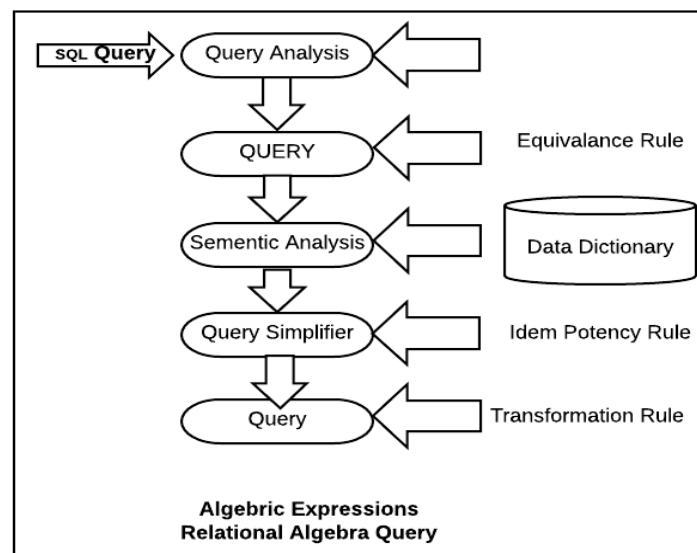 SQL Query
Query Analysis
QUERY
Equivalance Rule
Sementic Analysis
Data Dictionary
Query Simplifier
Idem Potency Rule
Query
Transformation Rule
Algebric Expressions
Relational Algebra Query